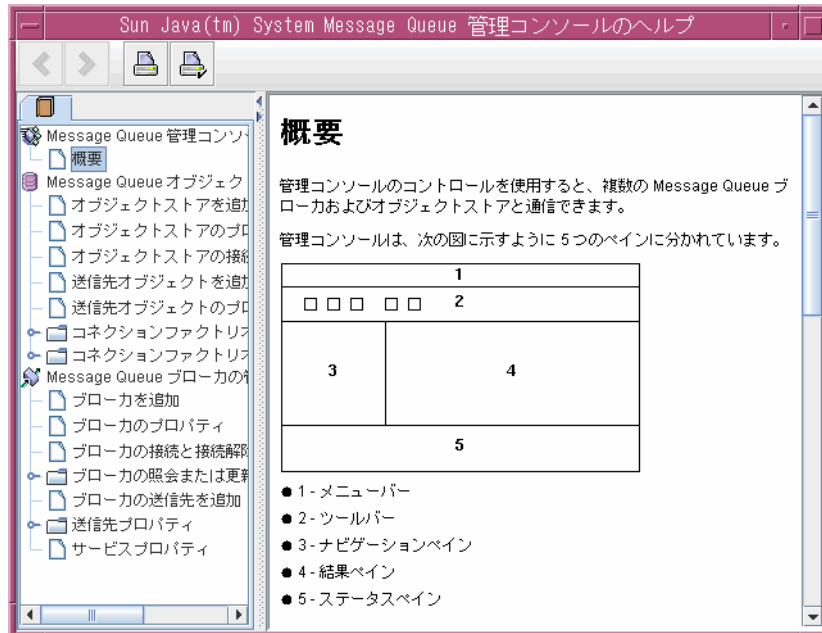 Sun Java(tm) System Message Queue 管理コンソールのヘルプ
Message Queue 管理コンソ
概要
Message Queue オブジェク
オブジェクトストアを追加
オブジェクトストアのプロ
オブジェクトストアの接続
送信先オブジェクトを追加
送信先オブジェクトのプロ
コネクションファクトリオ
コネクションファクトリオ
Message Queue ブローカの管
ブローカを追加
ブローカのプロパティ
ブローカの接続と接続解除
ブローカの照会または更新
ブローカの送信先を追加
送信先プロパティ
サービスプロパティ
概要
管理コンソールのコントロールを使用すると、複数の Message Queue ブ
ローカおよびオブジェクトストアと通信できます。
管理コンソールは、次の図に示すように 5 つのペインに分かれています。
1
2
3
4
5
● 1 - メニューバー
● 2 - ツールバー
● 3 - ナビゲーションペイン
● 4 - 結果ペイン
● 5 - ステータスペイン